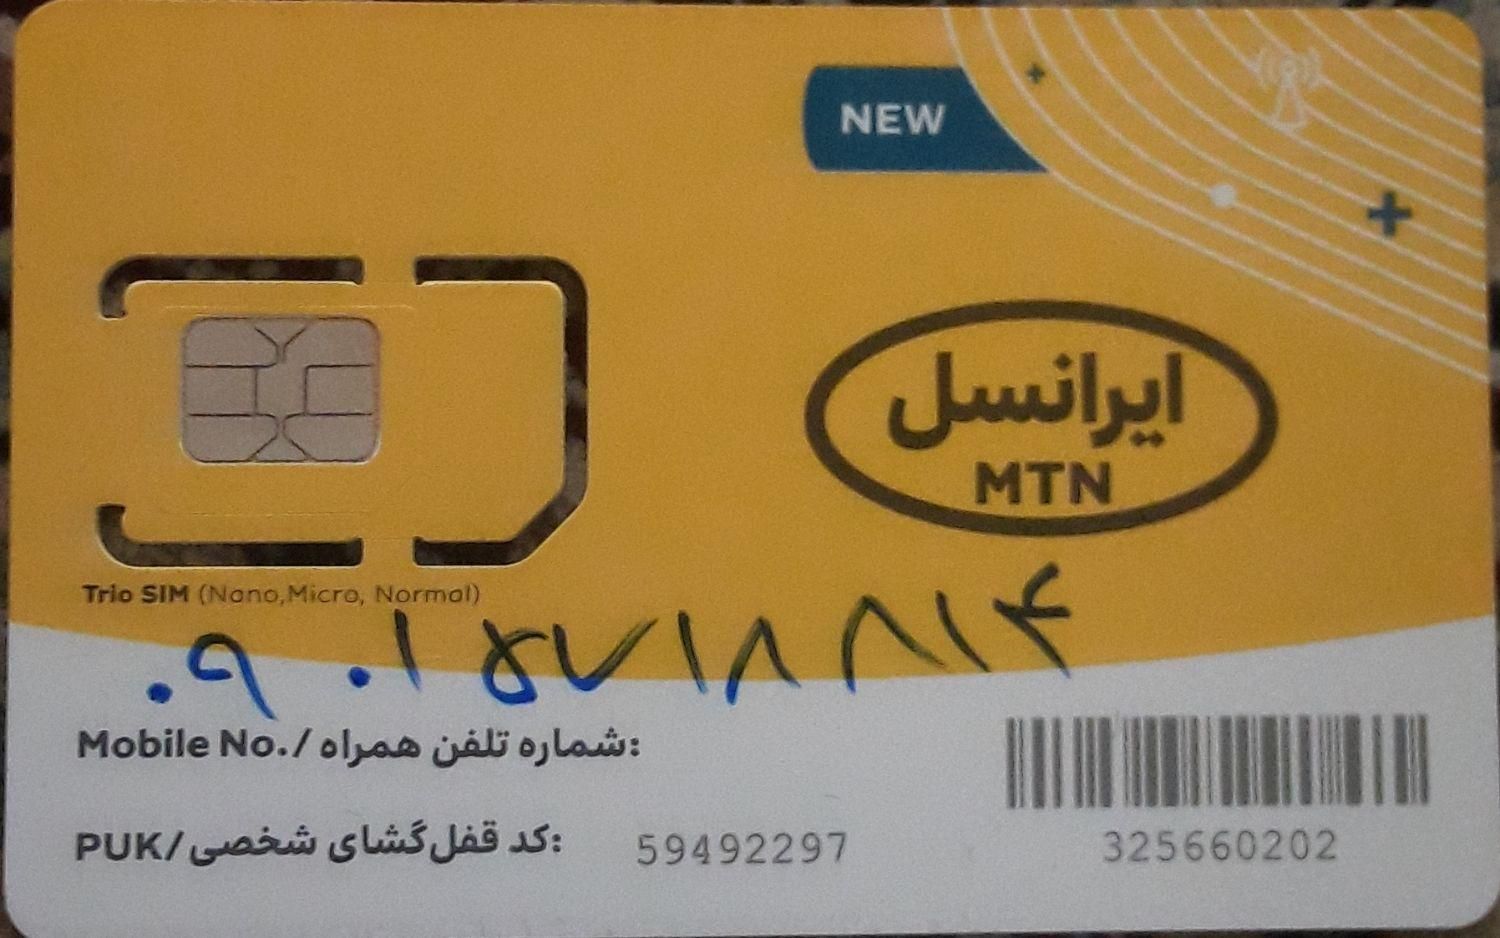 NEW
ایرانسل
MTN
Trio SIM (Nano,Micro, Normal)
۰۹۰۱۵۷۱۸۸۱۴
Mobile No./شماره تلفن همراه:
PUK/کد قفل‌گشای شخصی: 59492297
325660202